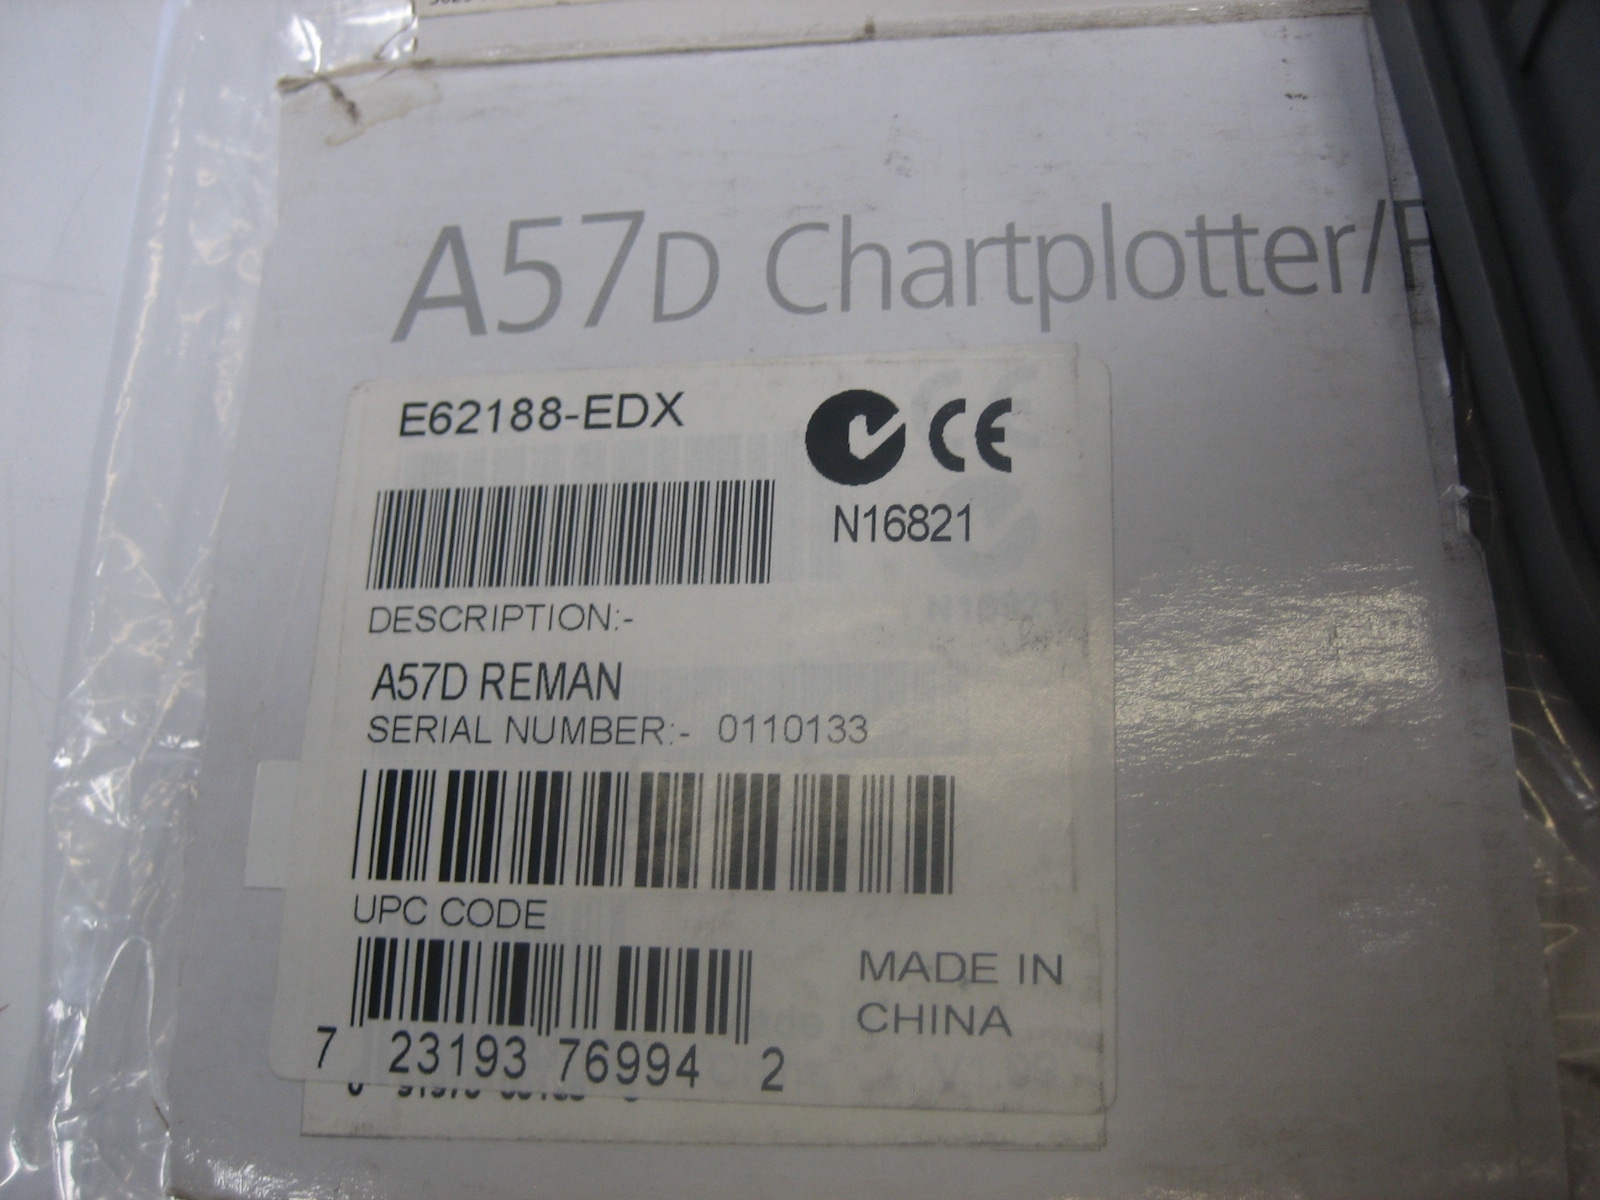 A57D Chartplotter/F
E62188-EDX
CE
N16821
DESCRIPTION:-
A57D REMAN
SERIAL NUMBER:- 0110133
UPC CODE
MADE IN
CHINA
7 23193 76994 2